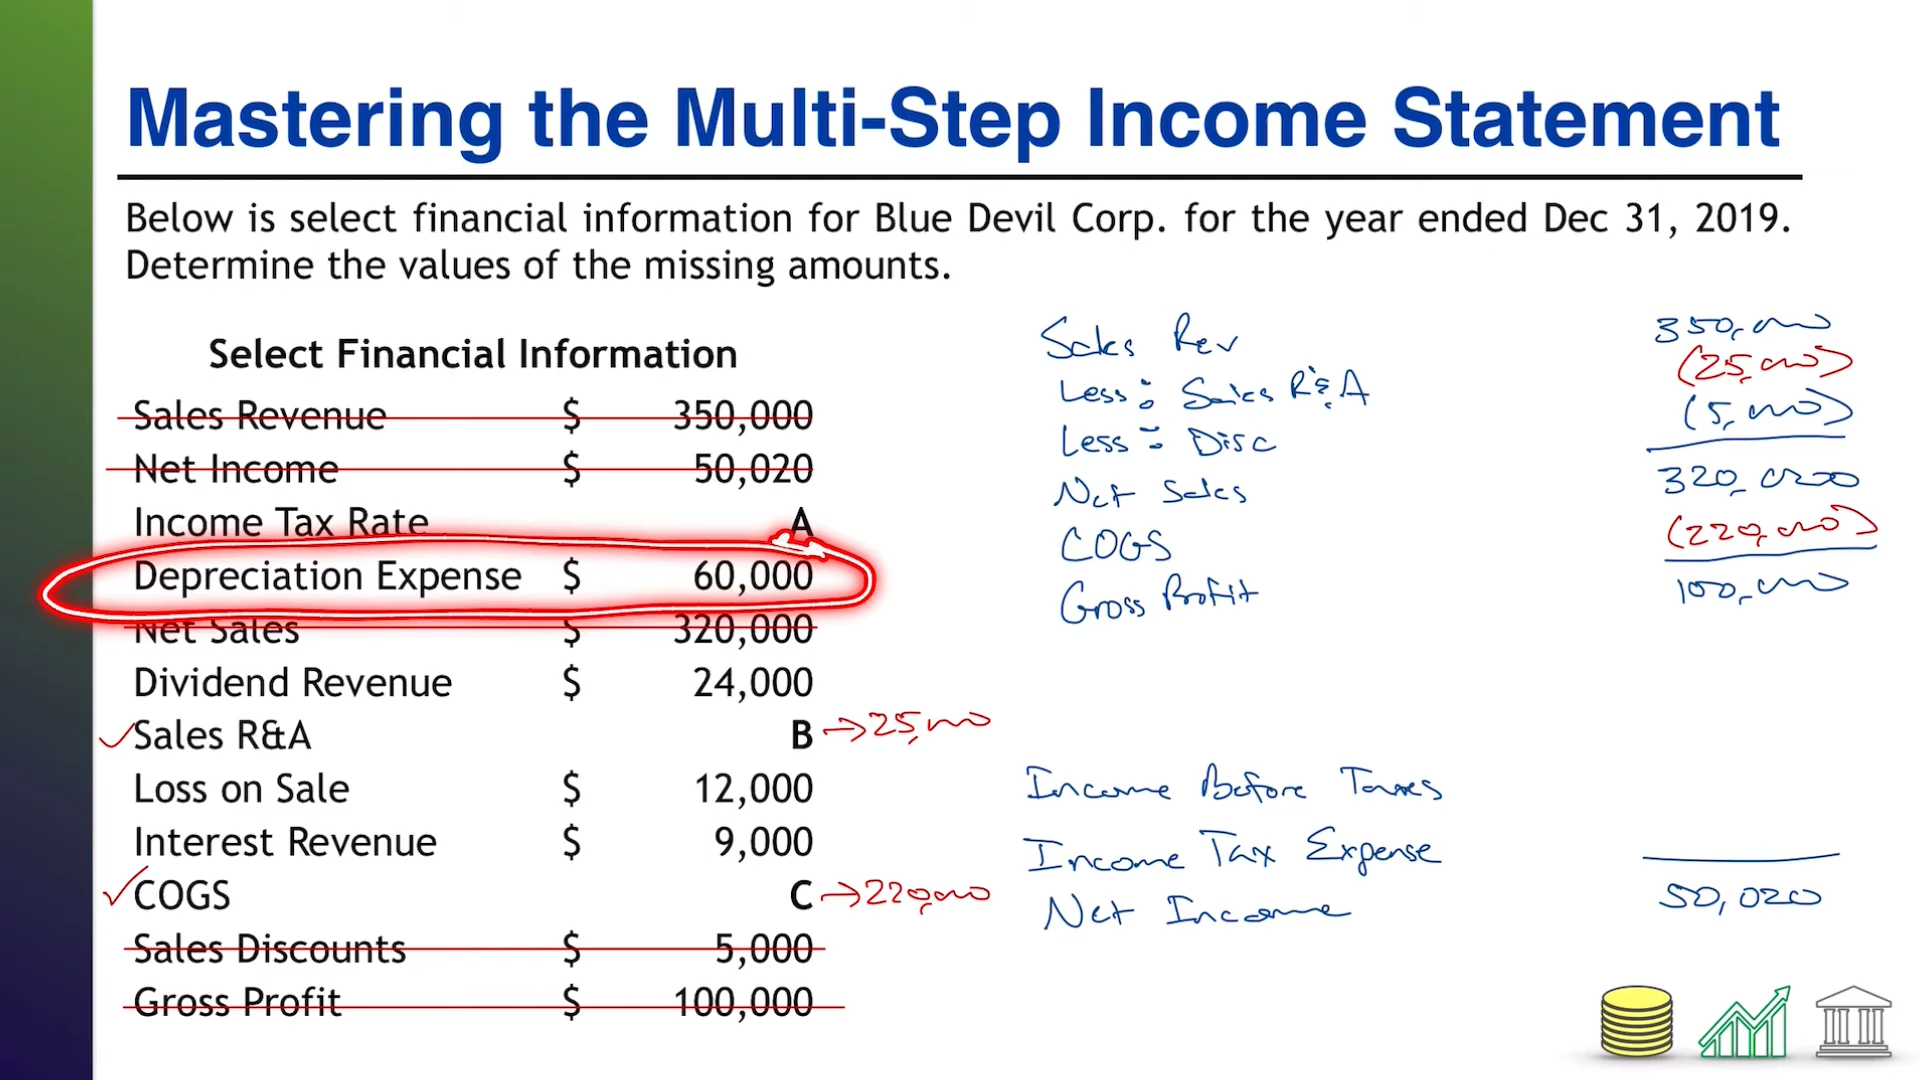 Mastering the Multi-Step Income Statement
Below is select financial information for Blue Devil Corp. for the year ended Dec 31, 2019.
Determine the values of the missing amounts.
Select Financial Information
Sales Revenue $ 350,000
Net Income $ 50,020
Income Tax Rate A
Depreciation Expense $ 60,000
Net Sales $ 320,000
Dividend Revenue $ 24,000
Sales R&A B → 25,000
Loss on Sale $ 12,000
Interest Revenue $ 9,000
COGS C → 220,000
Sales Discounts $ 5,000
Gross Profit $ 100,000
Sales Rev 350,000
Less: Sales R's & A (25,000)
Less: Disc (5,000)
Net Sales 320,000
COGS (220,000)
Gross Profit 100,000
Income Before Taxes
Income Tax Expense
Net Income 50,020